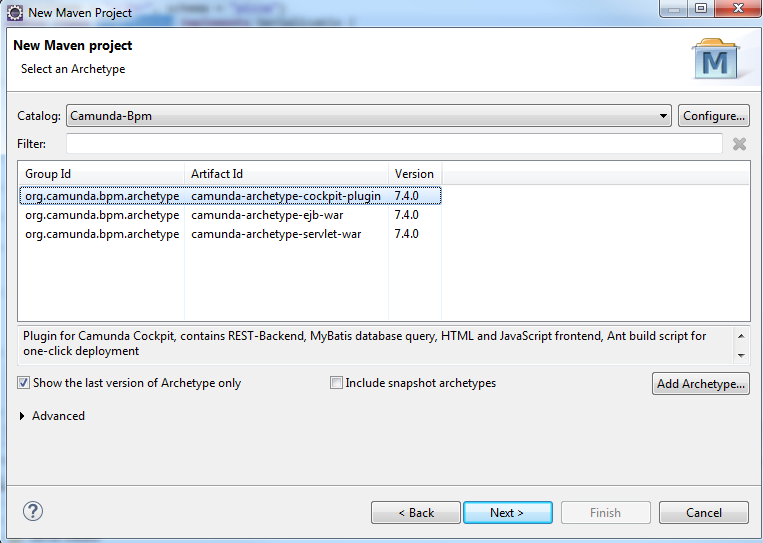 New Maven Project
New Maven project
Select an Archetype
M
Catalog: Camunda-Bpm Configure...
Filter:
Group Id Artifact Id Version
org.camunda.bpm.archetype camunda-archetype-cockpit-plugin 7.4.0
org.camunda.bpm.archetype camunda-archetype-ejb-war 7.4.0
org.camunda.bpm.archetype camunda-archetype-servlet-war 7.4.0
Plugin for Camunda Cockpit, contains REST-Backend, MyBatis database query, HTML and JavaScript frontend, Ant build script for
one-click deployment
Show the last version of Archetype only Include snapshot archetypes Add Archetype...
Advanced
? < Back Next > Finish Cancel